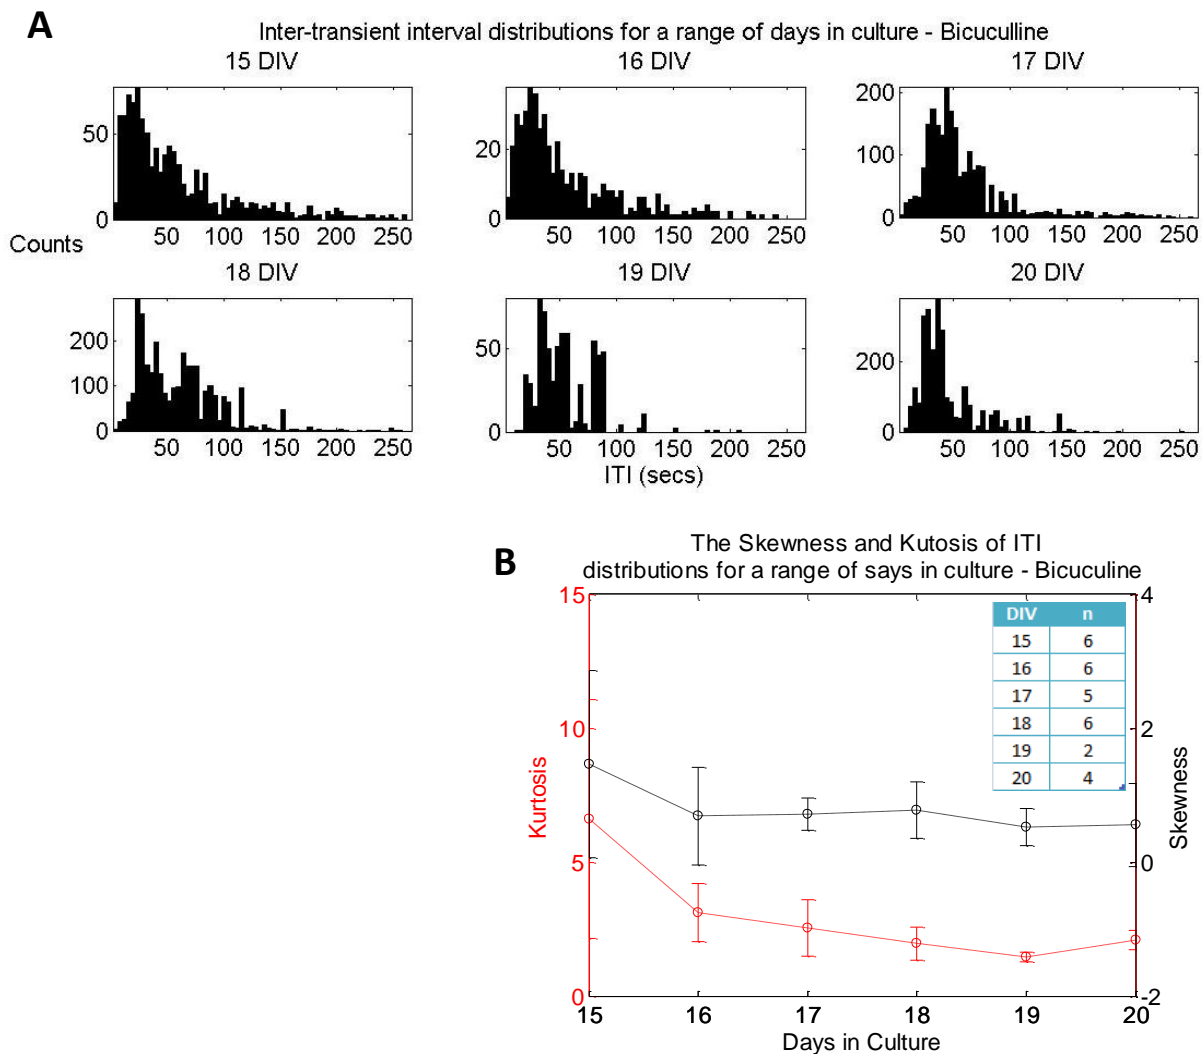 A
Inter-transient interval distributions for a range of days in culture - Bicuculline
15 DIV
16 DIV
17 DIV
50
0
20
0
200
100
0
50 100 150 200 250
50 100 150 200 250
50 100 150 200 250
Counts
18 DIV
19 DIV
20 DIV
200
100
0
50
0
200
0
50 100 150 200 250
50 100 150 200 250
50 100 150 200 250
ITI (secs)
B
The Skewness and Kutosis of ITI
distributions for a range of says in culture - Bicuculine
15
10
5
0
Kurtosis
DIV n
15 6
16 6
17 5
18 6
19 2
20 4
4
2
0
-2
Skewness
15 16 17 18 19 20
Days in Culture